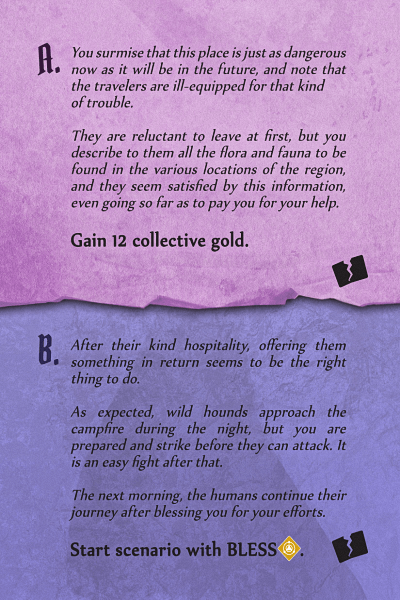 A.
You surmise that this place is just as dangerous
now as it will be in the future, and note that
the travelers are ill-equipped for that kind
of trouble.
They are reluctant to leave at first, but you
describe to them all the flora and fauna to be
found in the various locations of the region,
and they seem satisfied by this information,
even going so far as to pay you for your help.
Gain 12 collective gold.
B.
After their kind hospitality, offering them
something in return seems to be the right
thing to do.
As expected, wild hounds approach the
campfire during the night, but you are
prepared and strike before they can attack. It
is an easy fight after that.
The next morning, the humans continue their
journey after blessing you for your efforts.
Start scenario with BLESS.